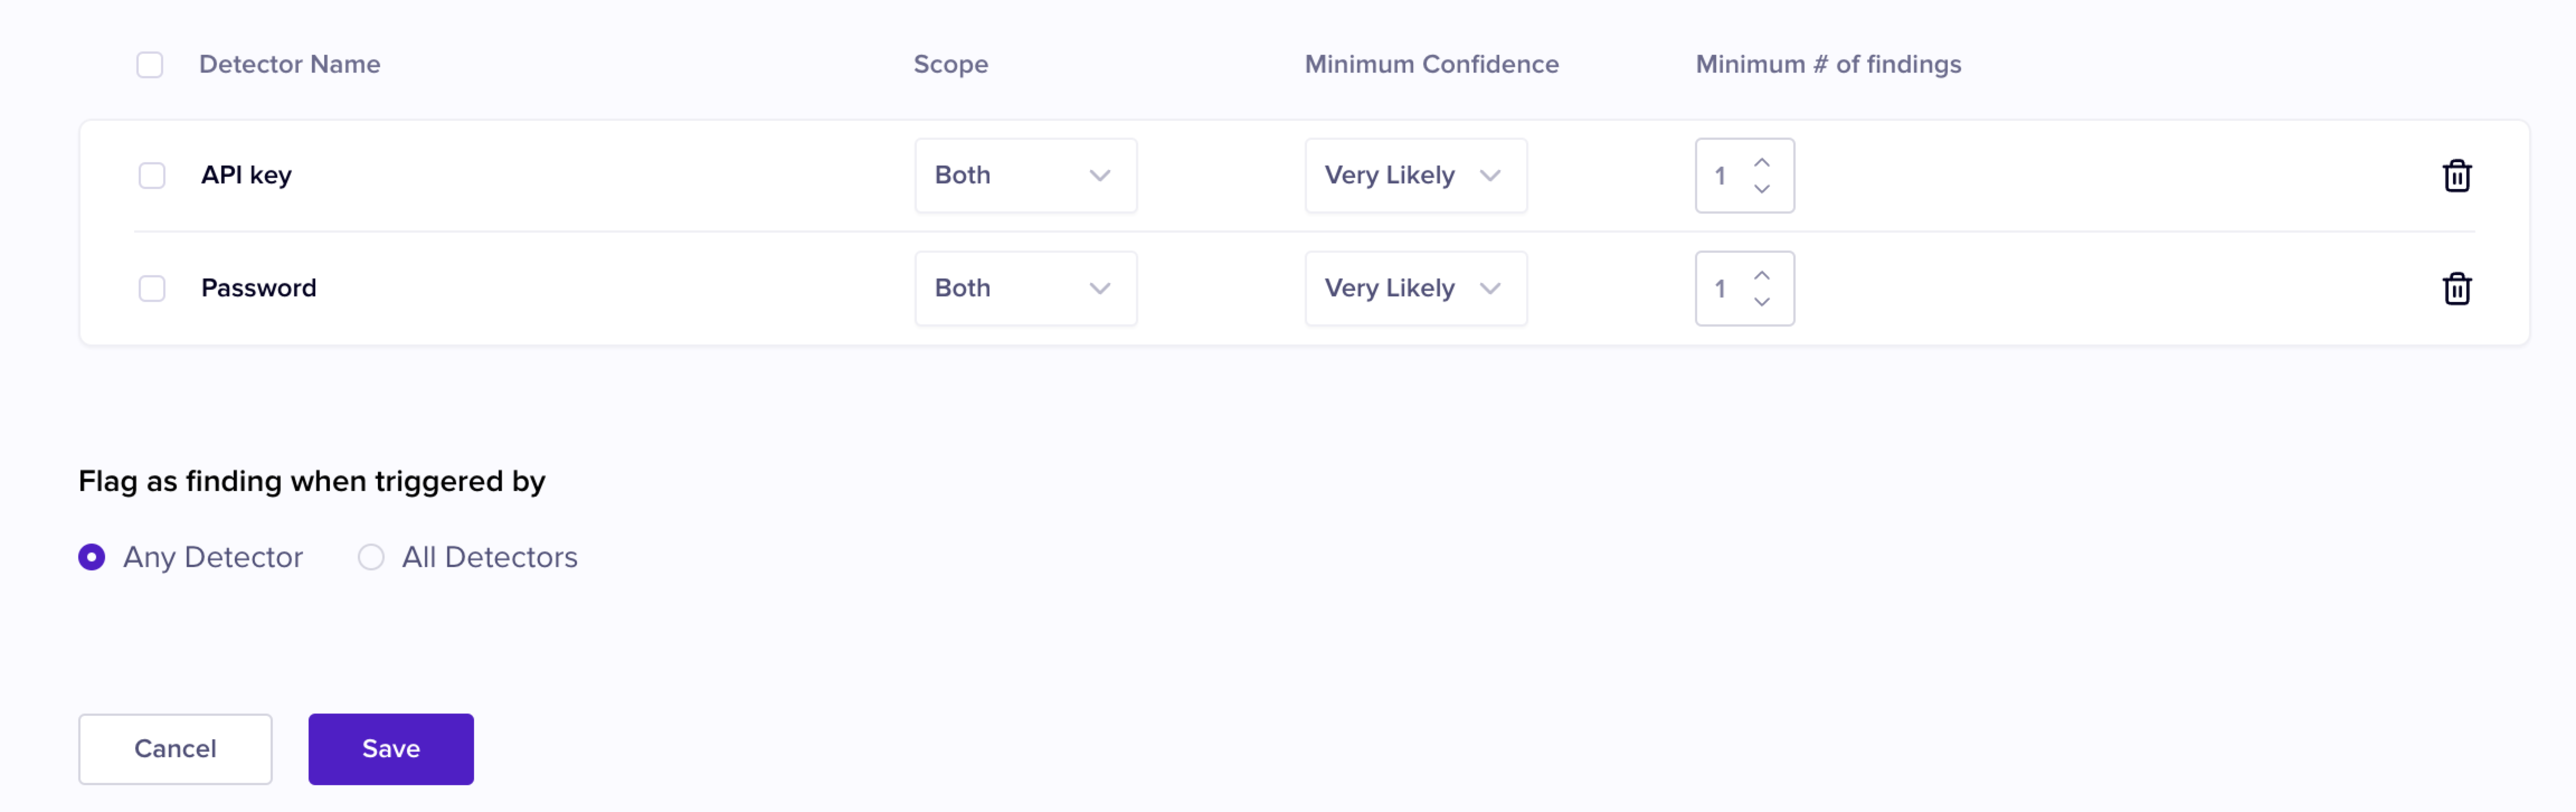 Detector Name Scope Minimum Confidence Minimum # of findings
API key Both Very Likely 1
Password Both Very Likely 1
Flag as finding when triggered by
Any Detector All Detectors
Cancel Save